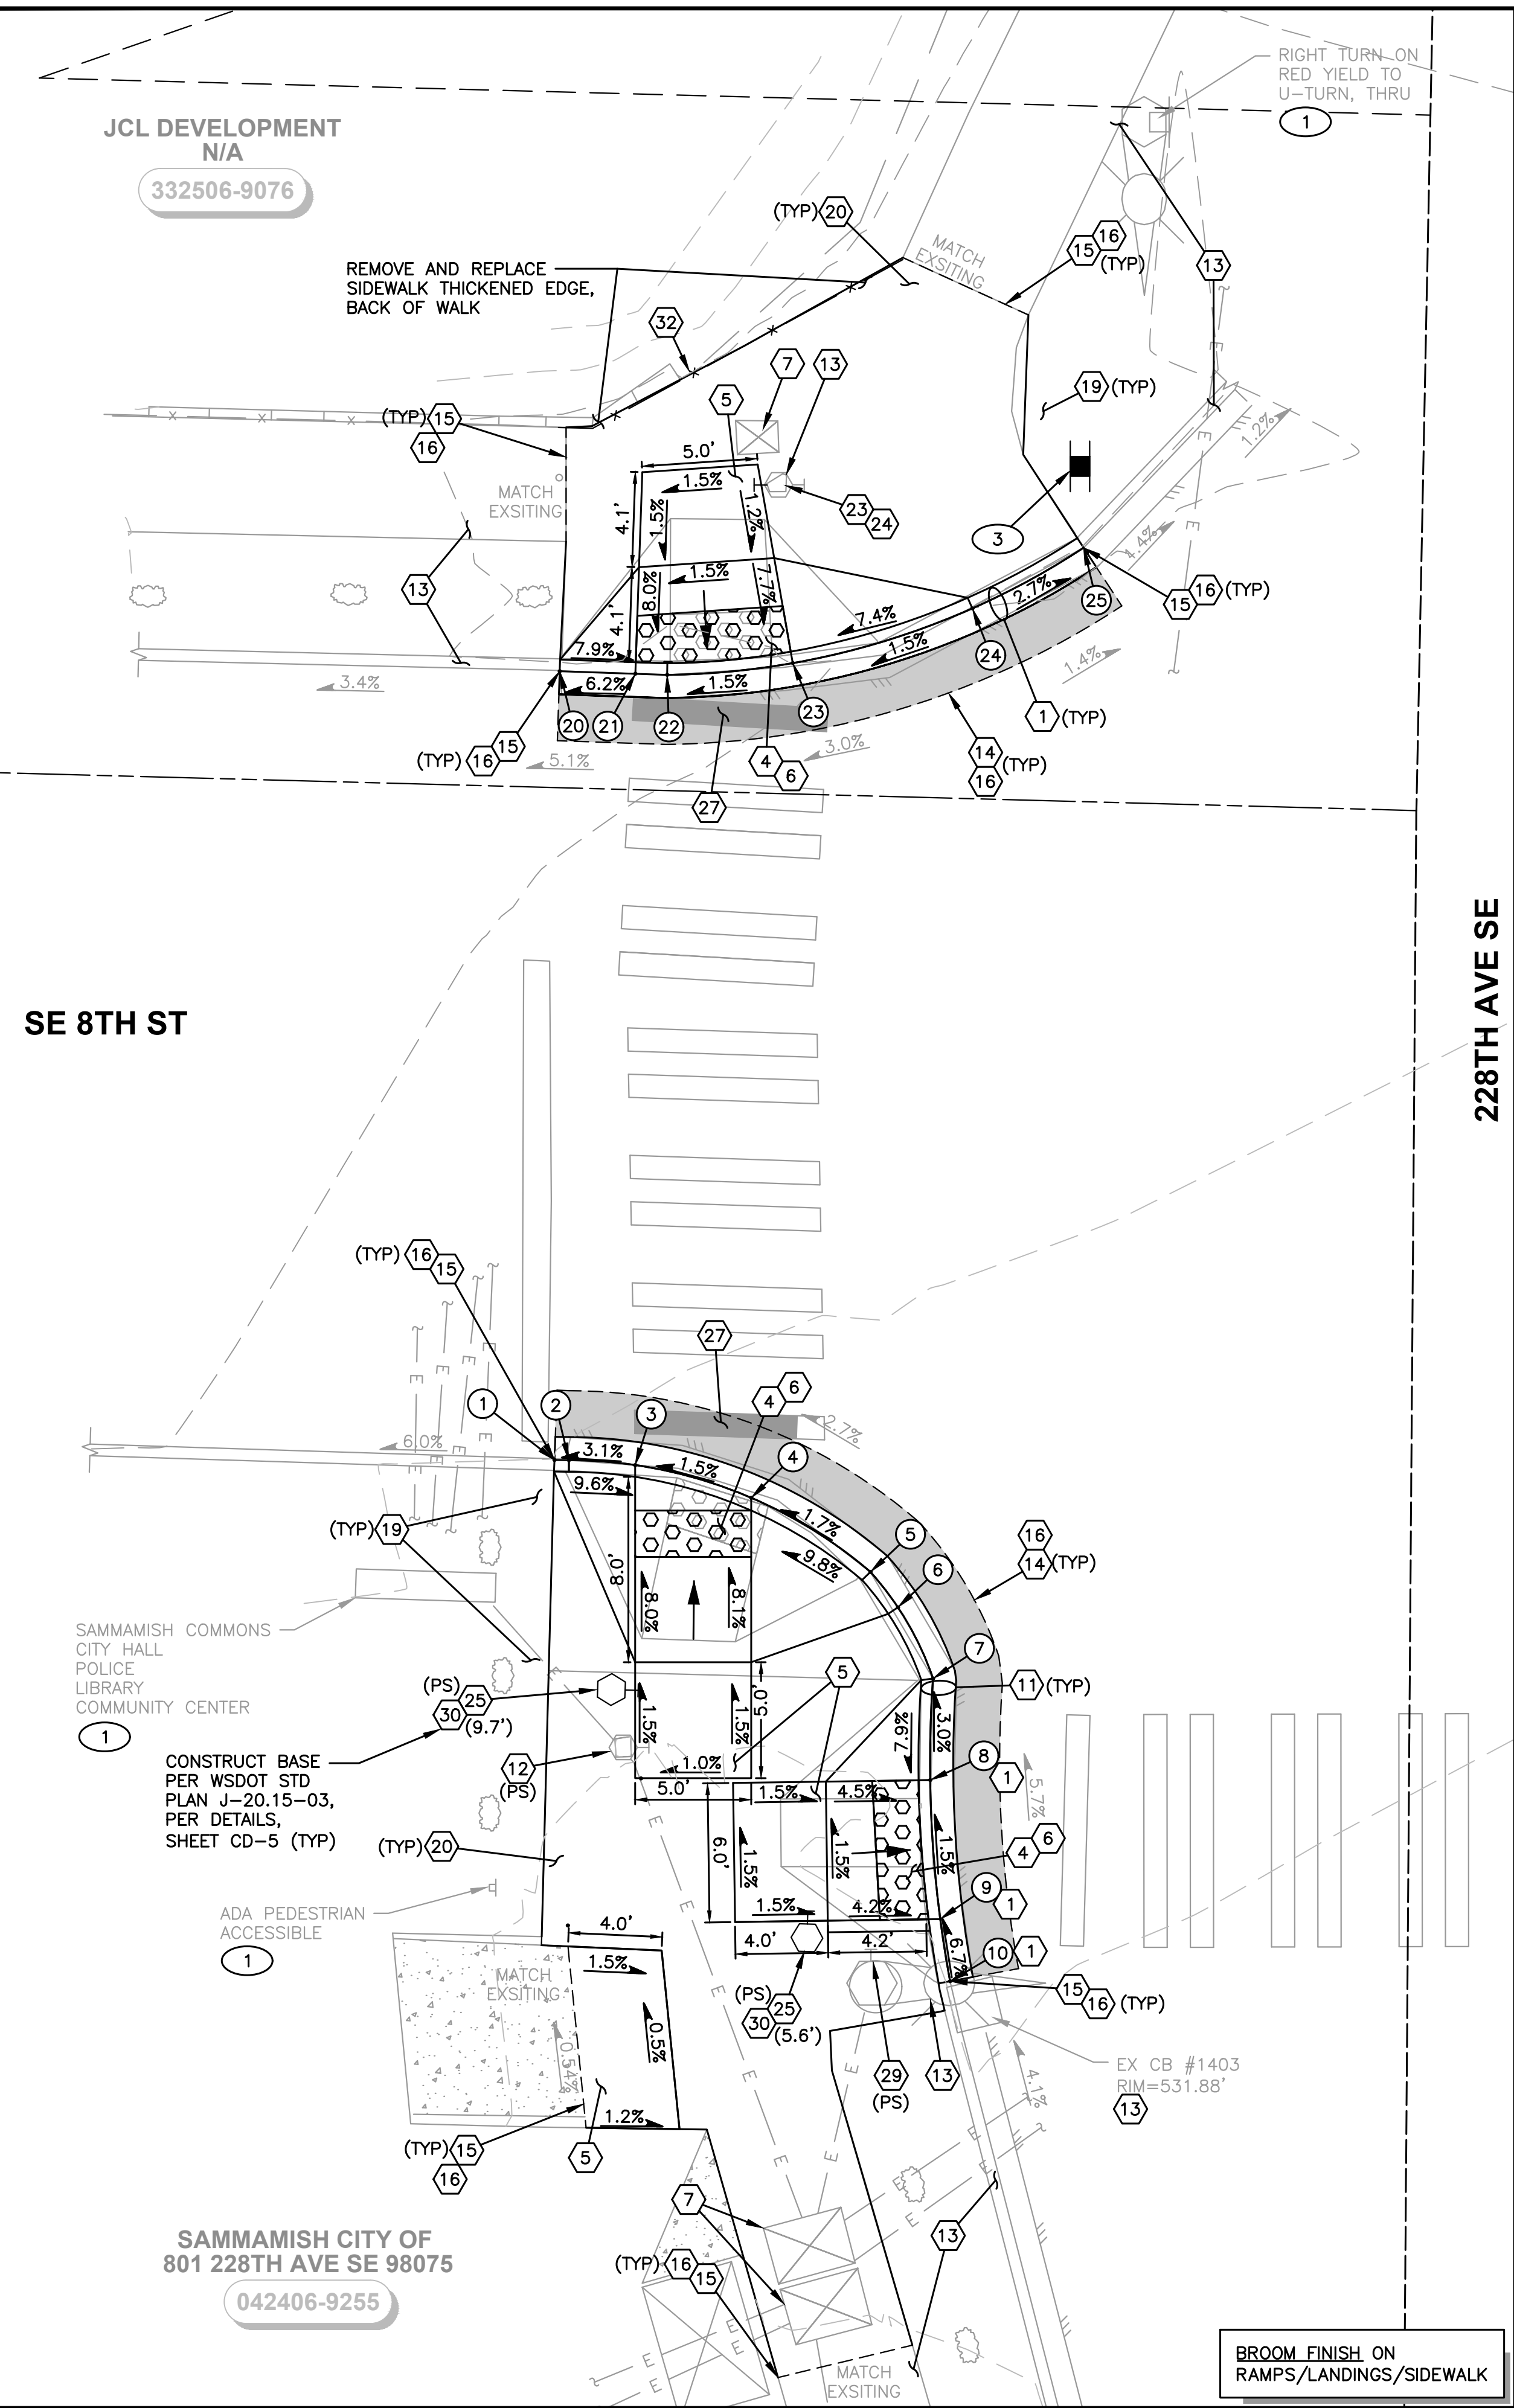 RIGHT TURN ON
RED YIELD TO
U-TURN, THRU
1
JCL DEVELOPMENT
N/A
332506-9076
(TYP) 20
MATCH
EXSITING
16
15
(TYP)
13
REMOVE AND REPLACE
SIDEWALK THICKENED EDGE,
BACK OF WALK
32
7
13
5
19 (TYP)
(TYP) 15
16
5.0'
1.5%
1.2%
MATCH
EXSITING
4.1'
1.5%
1.2%
23
24
3
4.4%
13
1.5%
8.0%
7.7%
4.1'
7.9%
7.4%
2.7%
25
16 (TYP)
15
1.5%
24
1.4%
3.4%
6.2%
1.5%
20
21
22
23
1 (TYP)
(TYP) 16
15
5.1%
3.0%
4
6
14
(TYP)
16
27
228TH AVE SE
SE 8TH ST
(TYP) 16
15
27
6
4
1
2
3
2.7%
6.0%
3.1%
1.5%
4
9.6%
(TYP) 19
1.7%
5
16
14 (TYP)
9.8%
6
8.0'
8.0%
8.1%
SAMMAMISH COMMONS
CITY HALL
POLICE
LIBRARY
COMMUNITY CENTER
1
7
5
11 (TYP)
(PS)
25
30 (9.7')
1.5%
1.5%
5.0'
7.9%
3.0%
CONSTRUCT BASE
PER WSDOT STD
PLAN J-20.15-03,
PER DETAILS,
SHEET CD-5 (TYP)
12
(PS)
1.0%
5.0'
8
1
5.7%
1.5%
4.5%
(TYP) 20
6.0'
1.5%
1.5%
1.5%
6
4
ADA PEDESTRIAN
ACCESSIBLE
1
1.5%
4.2%
9
1
4.0'
4.0'
4.2'
6.7%
10
1
1.5%
MATCH
EXSITING
15
16 (TYP)
(PS)
25
30 (5.6')
0.54%
0.5%
29
(PS)
13
4.1%
EX CB #1403
RIM=531.88'
13
1.2%
(TYP) 15
16
5
7
13
SAMMAMISH CITY OF
801 228TH AVE SE 98075
042406-9255
(TYP) 16
15
MATCH
EXSITING
BROOM FINISH ON
RAMPS/LANDINGS/SIDEWALK